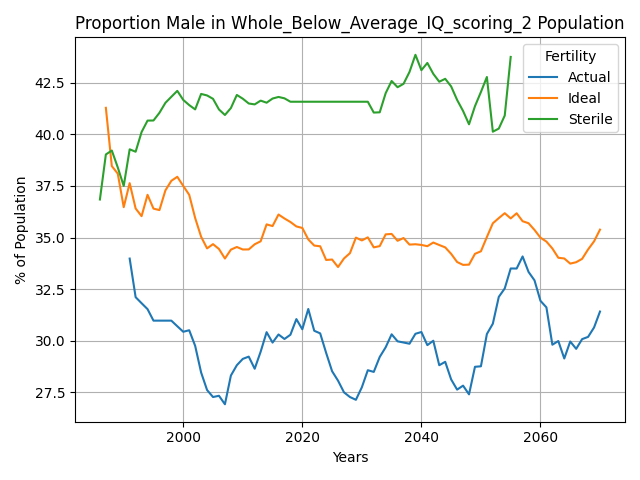 Proportion Male in Whole_Below_Average_IQ_scoring_2 Population
Fertility
Actual
Ideal
Sterile
% of Population
42.5
40.0
37.5
35.0
32.5
30.0
27.5
2000
2020
2040
2060
Years